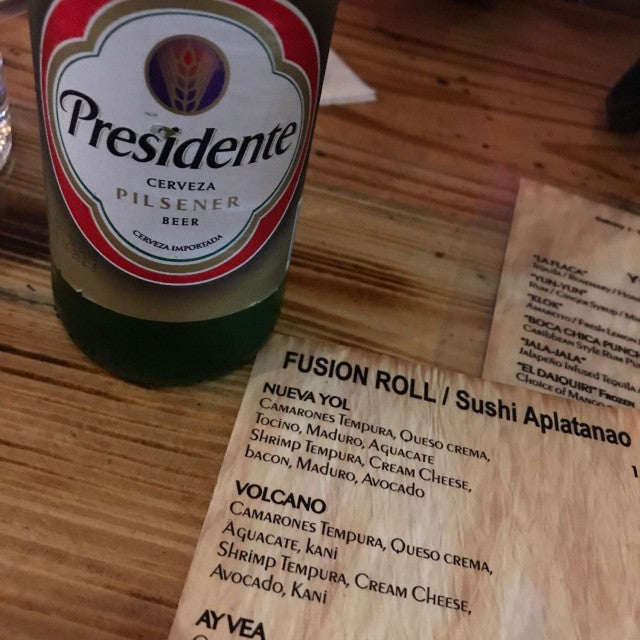 Presidente
CERVEZA
PILSENER
BEER
CERVEZA IMPORTADA
"LA FLACA"
Y
"YUN-YUN"
"KLOK"
"BOCA CHICA PUNCH
Caribbean Style Rum
"JALA-JALA"
Jalapeño Infused Tequila
"EL DAIQUIRI" FROZEN
Choice of
FUSION ROLL / Sushi Aplatanao
1
NUEVA YOL
CAMARONES TEMPURA, QUESO CREMA,
TOCINO, MADURO, AGUACATE
SHRIMP TEMPURA, CREAM CHEESE,
BACON, MADURO, AVOCADO
VOLCANO
CAMARONES TEMPURA, QUESO CREMA,
AGUACATE, KANI
SHRIMP TEMPURA, CREAM CHEESE,
AVOCADO, KANI
AY VEA